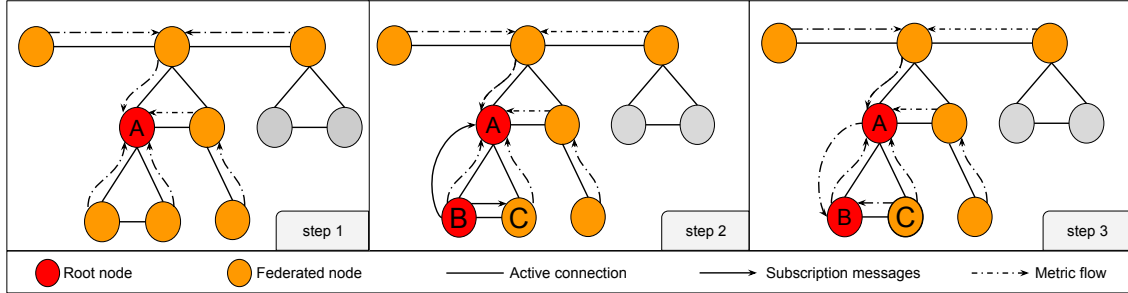 A
step 1
A
B
C
step 2
A
B
C
step 3
Root node
Federated node
Active connection
Subscription messages
Metric flow